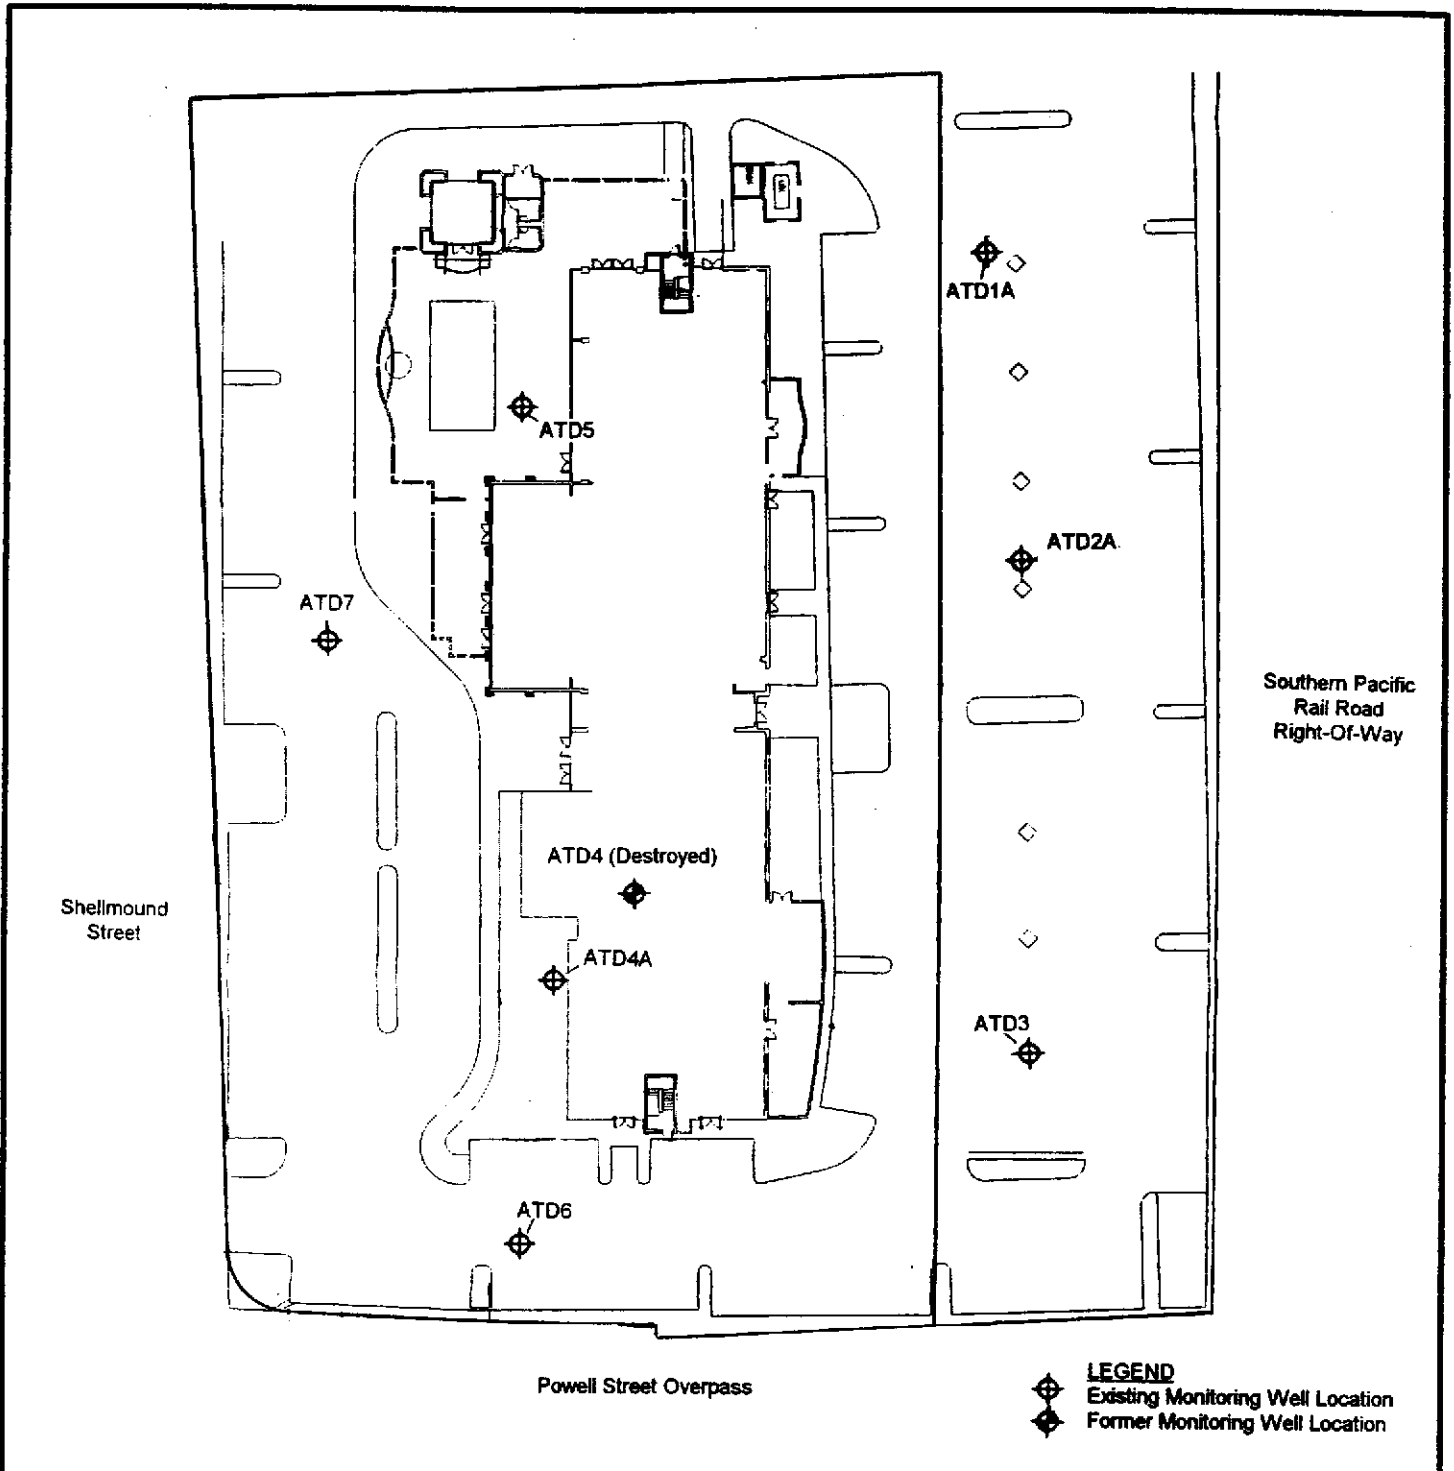 ATD1A
ATD5
ATD2A
ATD7
Southern Pacific
Rail Road
Right-Of-Way
ATD4 (Destroyed)
Shellmound
Street
ATD4A
ATD3
ATD6
Powell Street Overpass
LEGEND
Existing Monitoring Well Location
Former Monitoring Well Location